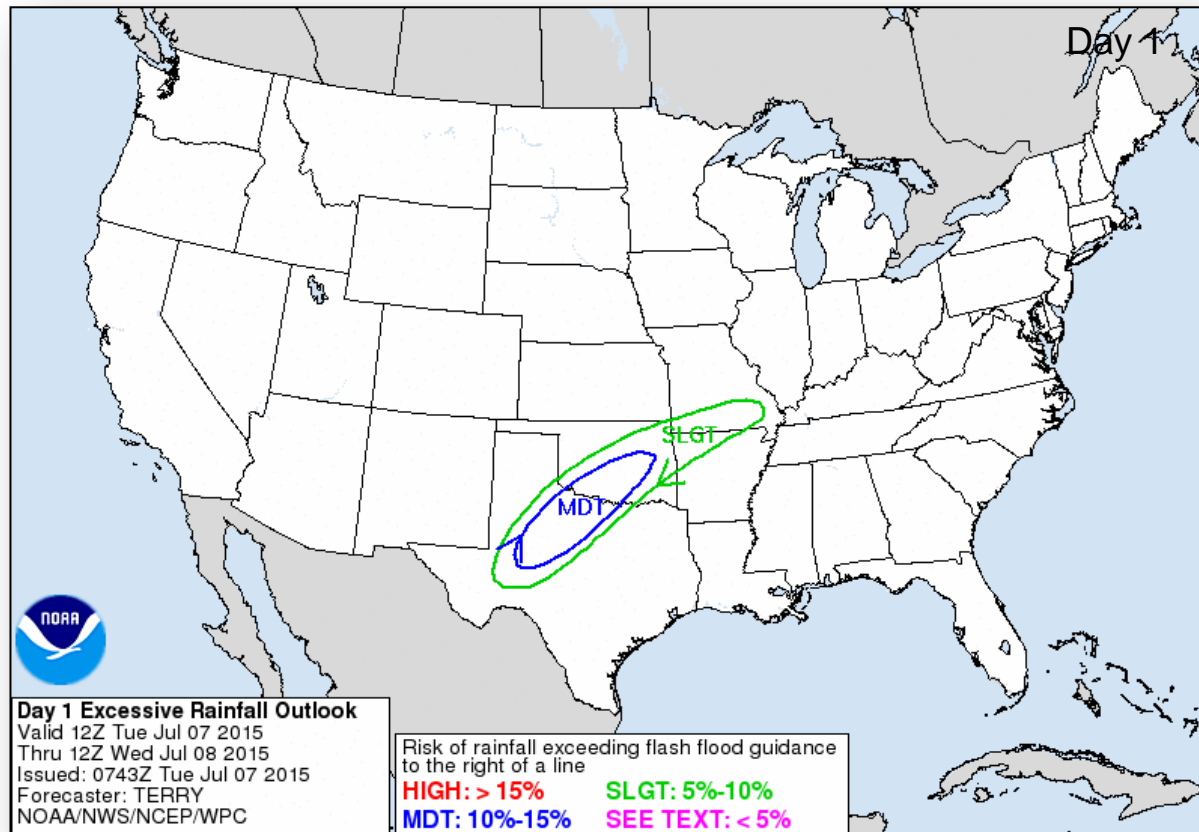 Day 1
SLGT
MDT
NOAA
Day 1 Excessive Rainfall Outlook
Valid 12Z Tue Jul 07 2015
Thru 12Z Wed Jul 08 2015
Issued: 0743Z Tue Jul 07 2015
Forecaster: TERRY
NOAA/NWS/NCEP/WPC
Risk of rainfall exceeding flash flood guidance
to the right of a line
HIGH: > 15% SLGT: 5%-10%
MDT: 10%-15% SEE TEXT: < 5%